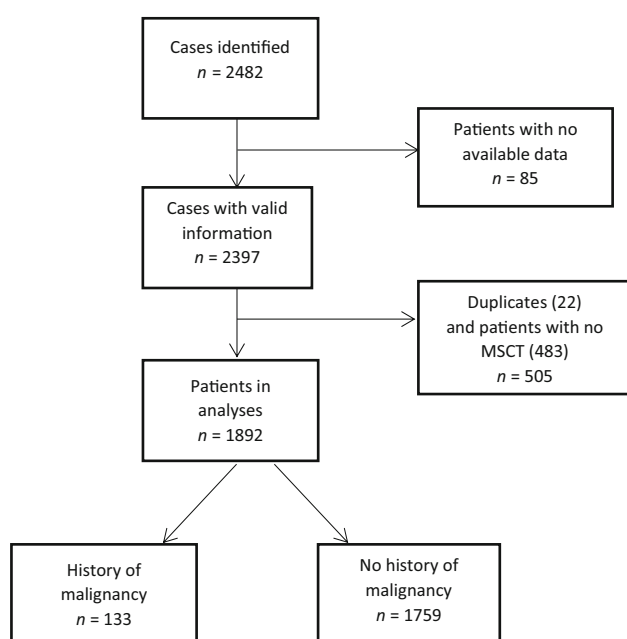 Cases identified
n = 2482
Patients with no
available data
n = 85
Cases with valid
information
n = 2397
Duplicates (22)
and patients with no
MSCT (483)
n = 505
Patients in
analyses
n = 1892
History of
malignancy
n = 133
No history of
malignancy
n = 1759